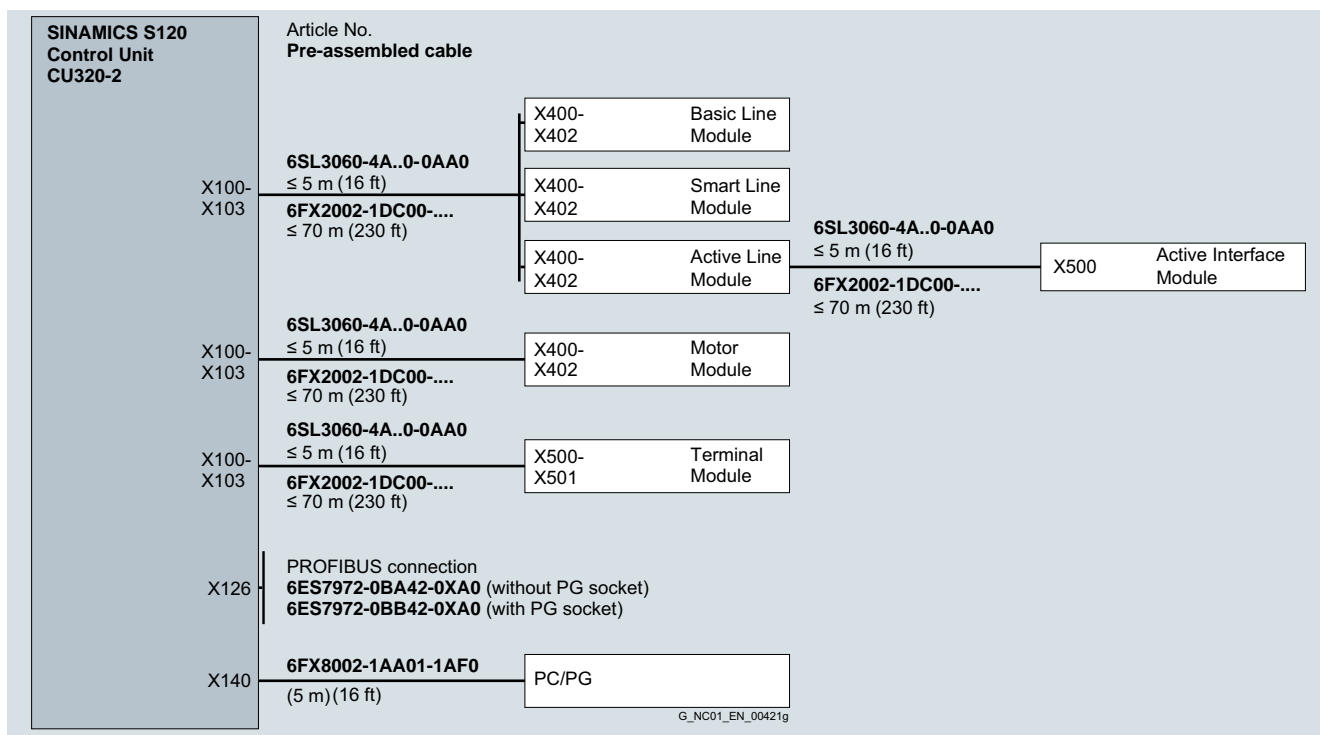 SINAMICS S120
Control Unit
CU320-2
Article No.
Pre-assembled cable
X400-
X402
Basic Line
Module
X100-
X103
6SL3060-4A..0-0AA0
≤ 5 m (16 ft)
6FX2002-1DC00-....
≤ 70 m (230 ft)
X400-
X402
Smart Line
Module
X400-
X402
Active Line
Module
6SL3060-4A..0-0AA0
≤ 5 m (16 ft)
6FX2002-1DC00-....
≤ 70 m (230 ft)
X500
Active Interface
Module
X100-
X103
6SL3060-4A..0-0AA0
≤ 5 m (16 ft)
6FX2002-1DC00-....
≤ 70 m (230 ft)
X400-
X402
Motor
Module
X100-
X103
6SL3060-4A..0-0AA0
≤ 5 m (16 ft)
6FX2002-1DC00-....
≤ 70 m (230 ft)
X500-
X501
Terminal
Module
X126
PROFIBUS connection
6ES7972-0BA42-0XA0 (without PG socket)
6ES7972-0BB42-0XA0 (with PG socket)
X140
6FX8002-1AA01-1AF0
(5 m)(16 ft)
PC/PG
G_NC01_EN_00421g